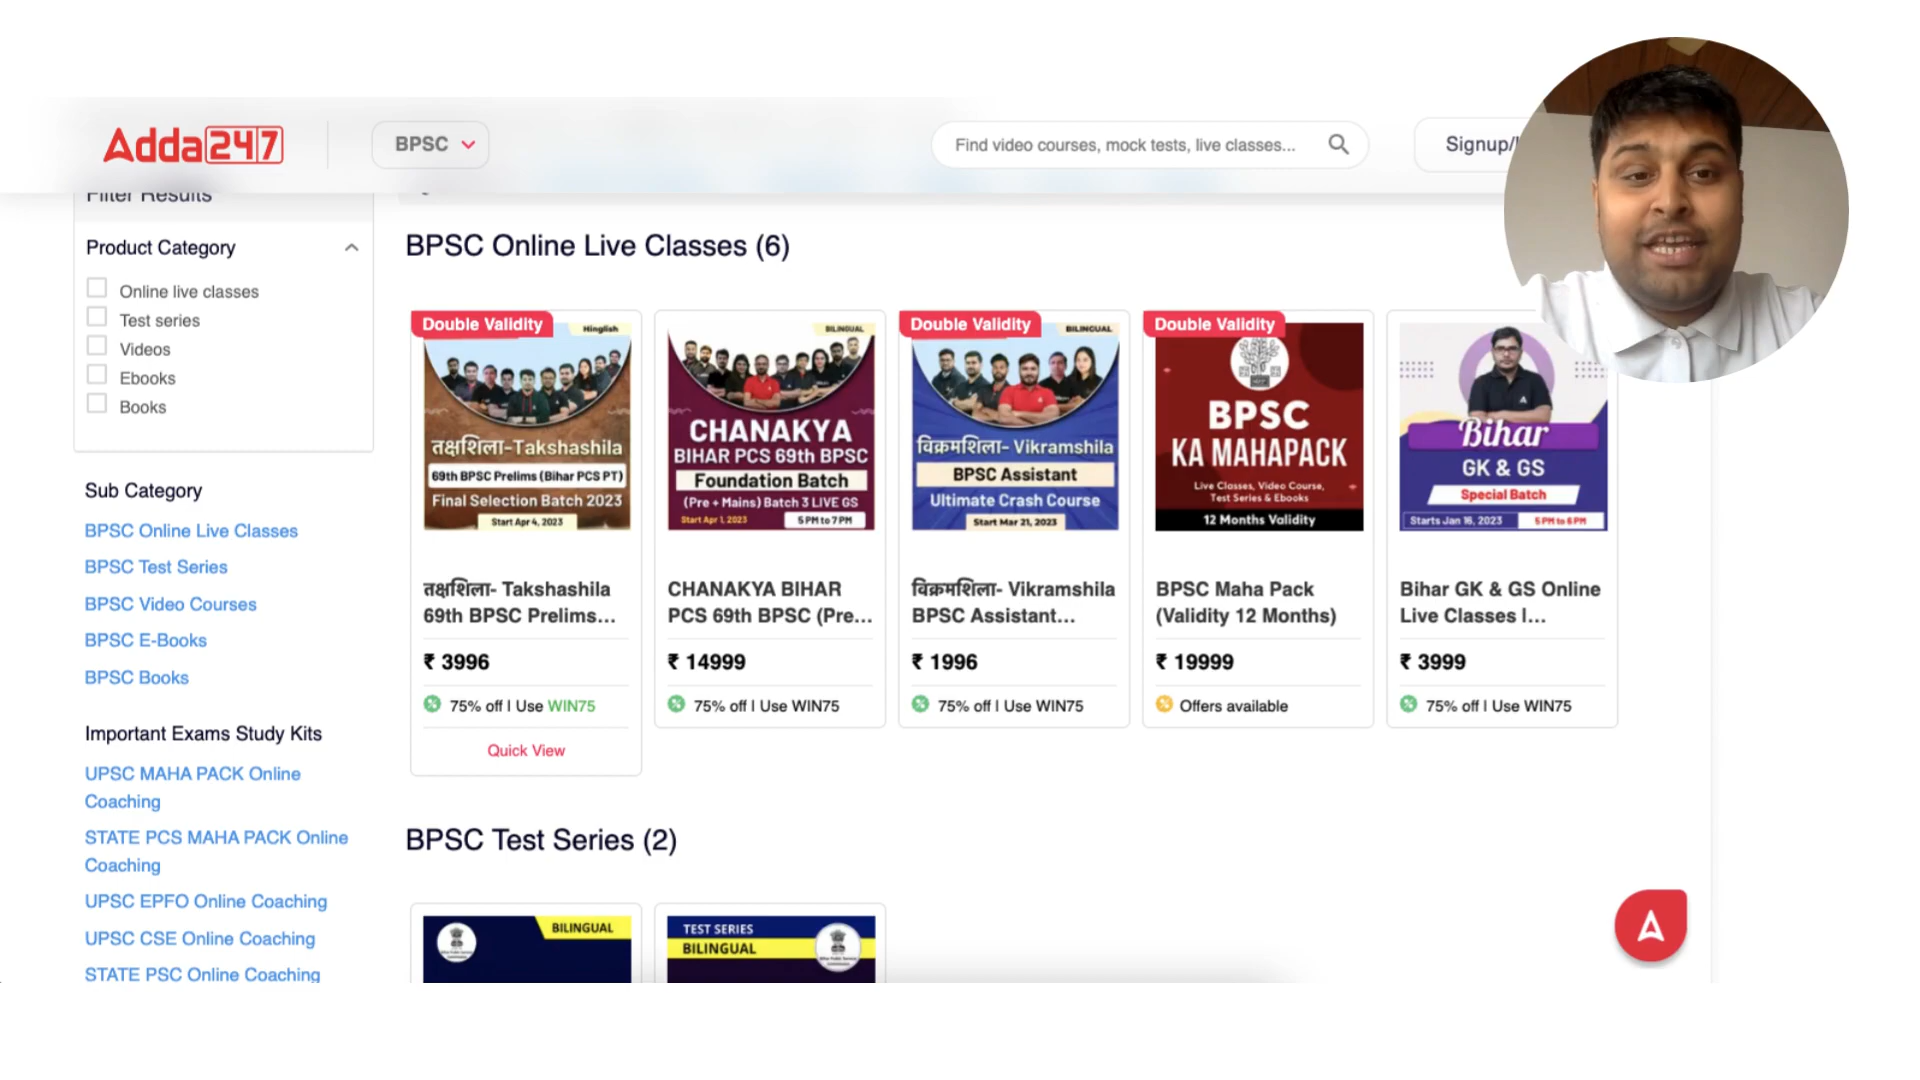 Adda247
BPSC
Find video courses, mock tests, live classes...
Signup/
Filter Results
Product Category
Online live classes
Test series
Videos
Ebooks
Books
Sub Category
BPSC Online Live Classes
BPSC Test Series
BPSC Video Courses
BPSC E-Books
BPSC Books
Important Exams Study Kits
UPSC MAHA PACK Online
Coaching
STATE PCS MAHA PACK Online
Coaching
UPSC EPFO Online Coaching
UPSC CSE Online Coaching
STATE PSC Online Coaching
BPSC Online Live Classes (6)
Double Validity
Hinglish
तक्षशिला-Takshashila
69th BPSC Prelims (Bihar PCS PT)
Final Selection Batch 2023
Start Apr 4, 2023
तक्षशिला- Takshashila
69th BPSC Prelims...
₹ 3996
75% off | Use WIN75
Quick View
BILINGUAL
CHANAKYA
BIHAR PCS 69th BPSC
Foundation Batch
(Pre + Mains) Batch 3 LIVE GS
Start Apr 1, 2023
5 PM to 7 PM
CHANAKYA BIHAR
PCS 69th BPSC (Pre...
₹ 14999
75% off | Use WIN75
Double Validity
BILINGUAL
विक्रमशिला- Vikramshila
BPSC Assistant
Ultimate Crash Course
Start Mar 21, 2023
विक्रमशिला- Vikramshila
BPSC Assistant...
₹ 1996
75% off | Use WIN75
Double Validity
BPSC
KA MAHAPACK
Live Classes, Video Course,
Test Series & Ebooks
12 Months Validity
BPSC Maha Pack
(Validity 12 Months)
₹ 19999
Offers available
Bihar
GK & GS
Special Batch
Starts Jan 16, 2023
5 PM to 6 PM
Bihar GK & GS Online
Live Classes I...
₹ 3999
75% off | Use WIN75
BPSC Test Series (2)
BILINGUAL
TEST SERIES
BILINGUAL